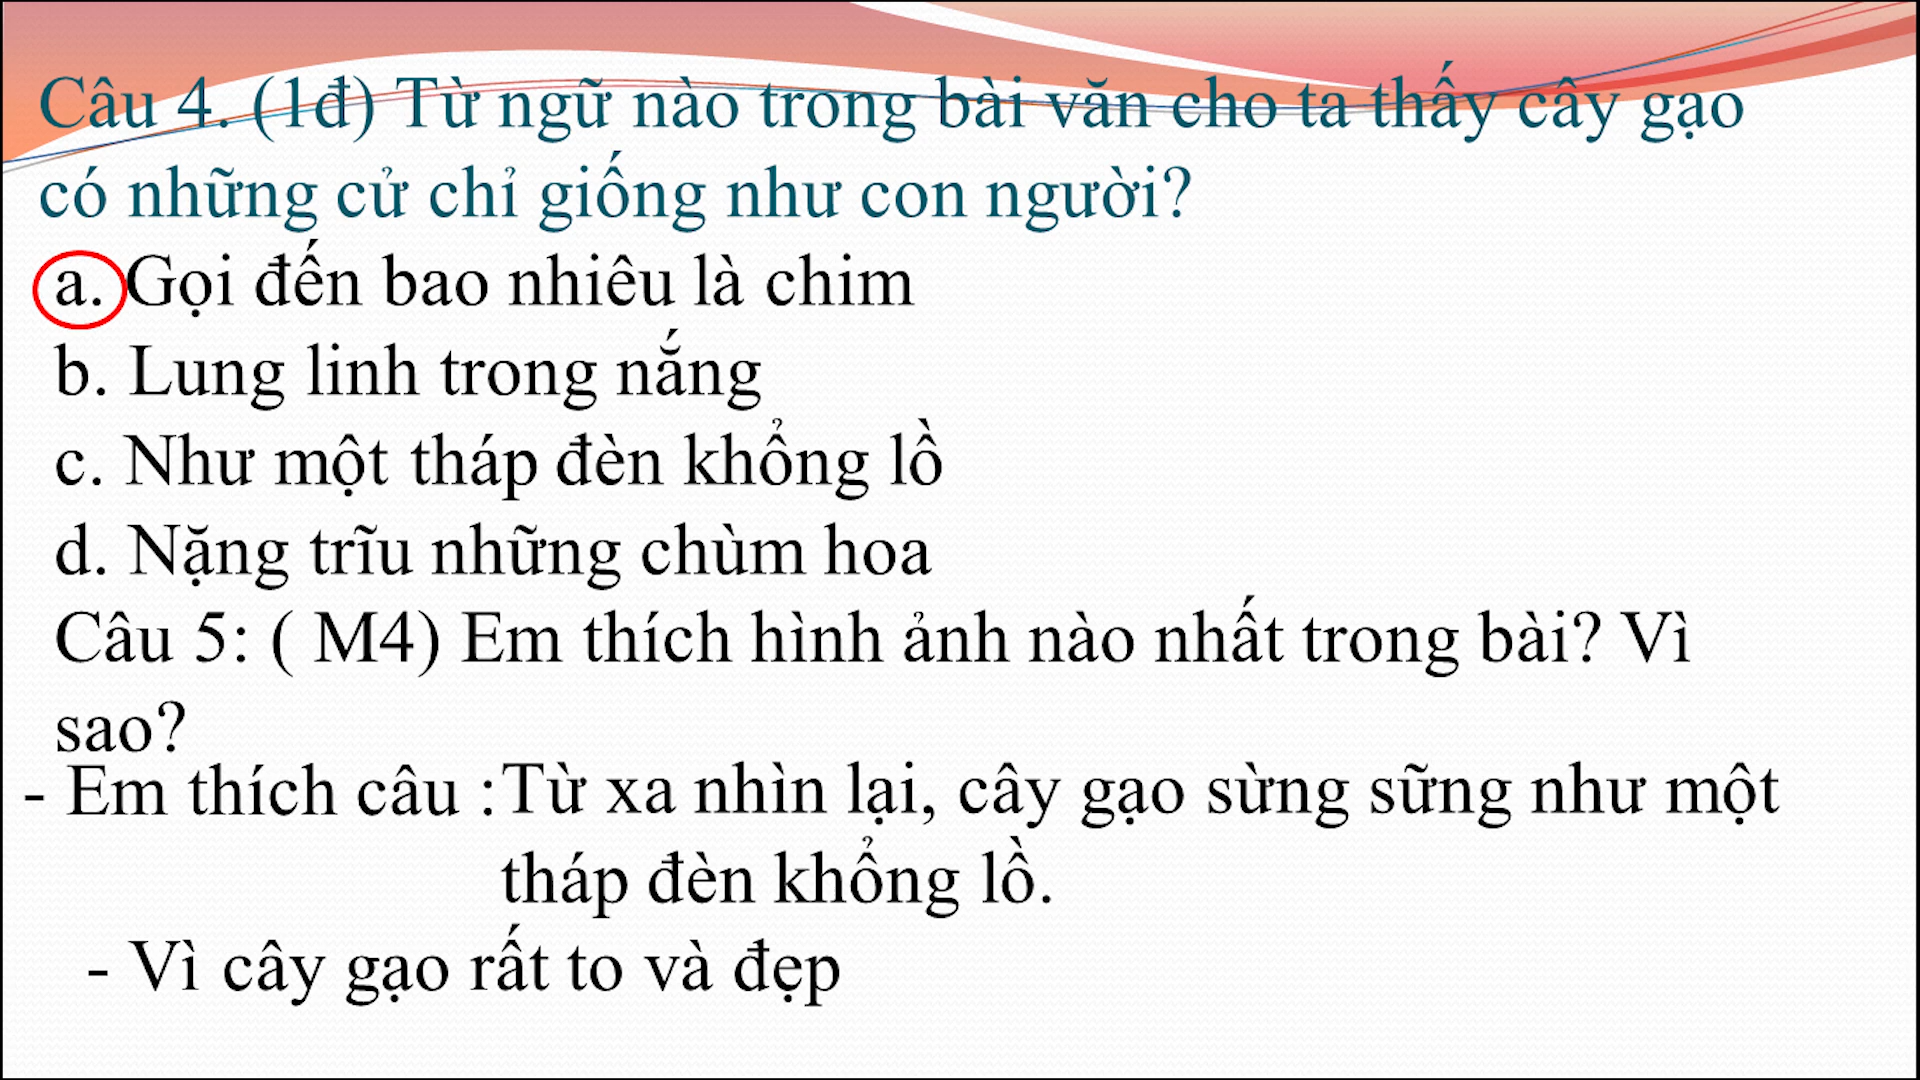 Câu 4. (1đ) Từ ngữ nào trong bài văn cho ta thấy cây gạo
có những cử chỉ giống như con người?
a. Gọi đến bao nhiêu là chim
b. Lung linh trong nắng
c. Như một tháp đèn khổng lồ
d. Nặng trĩu những chùm hoa
Câu 5: ( M4) Em thích hình ảnh nào nhất trong bài? Vì
sao?
- Em thích câu :Từ xa nhìn lại, cây gạo sừng sững như một
tháp đèn khổng lồ.
- Vì cây gạo rất to và đẹp